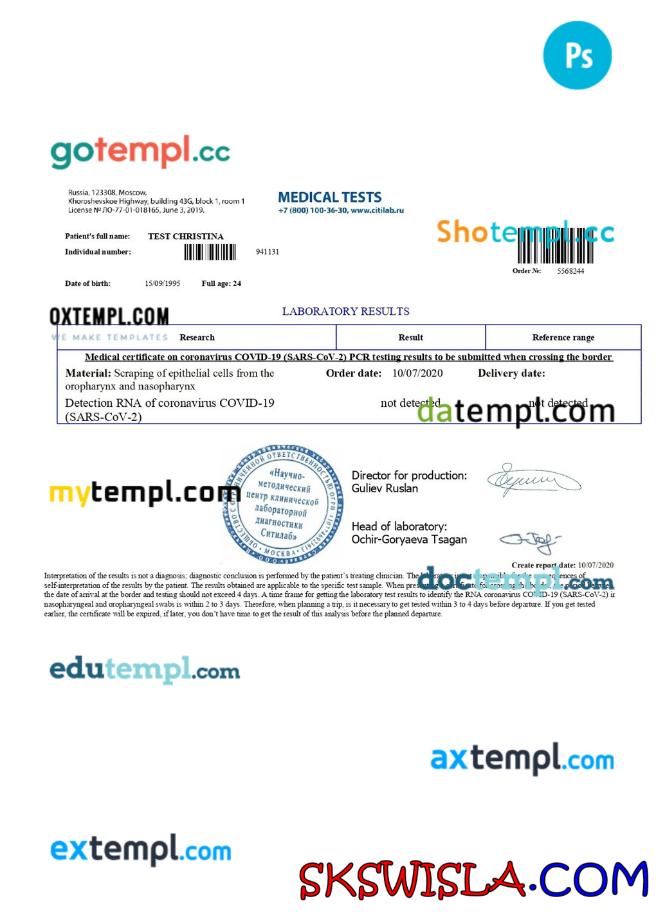 Ps
gotempl.cc
Russia, 123308, Moscow,
Khoroshevskoe Highway, building 43G, block 1, room 1
License № ЛО-77-01-018165, June 3, 2019,
MEDICAL TESTS
+7 (800) 100-36-30, www.citilab.ru
Patient's full name: TEST CHRISTINA
Individual number: 941131
Shotempl.cc
Order №: 5568244
Date of birth: 15/09/1995 Full age: 24
OXTEMPL.COM
WE MAKE TEMPLATES
LABORATORY RESULTS
Research Result Reference range
Medical certificate on coronavirus COVID-19 (SARS-CoV-2) PCR testing results to be submitted when crossing the border
Material: Scraping of epithelial cells from the Order date: 10/07/2020 Delivery date:
oropharynx and nasopharynx
Detection RNA of coronavirus COVID-19 not detected not detected
(SARS-CoV-2)
datempl.com
mytempl.com
«Научно-
методический
центр клинической
лабораторной
диагностики
Ситилаб»
МОСКВА
Director for production:
Guliev Ruslan
Head of laboratory:
Ochir-Goryaeva Tsagan
Create report date: 10/07/2020
Interpretation of the results is not a diagnosis; diagnostic conclusion is performed by the patient's treating clinician. The
self-interpretation of the results by the patient. The results obtained are applicable to the specific test sample. When
the date of arrival at the border and testing should not exceed 4 days. A time frame for getting the laboratory test results to identify the RNA coronavirus COVID-19 (SARS-CoV-2) in
nasopharyngeal and oropharyngeal swabs is within 2 to 3 days. Therefore, when planning a trip, is it necessary to get tested within 3 to 4 days before departure. If you get tested
earlier, the certificate will be expired, if later, you don't have time to get the result of this analysis before the planned departure.
doctempl.com
edutempl.com
axtempl.com
extempl.com
SKSWISLA.COM